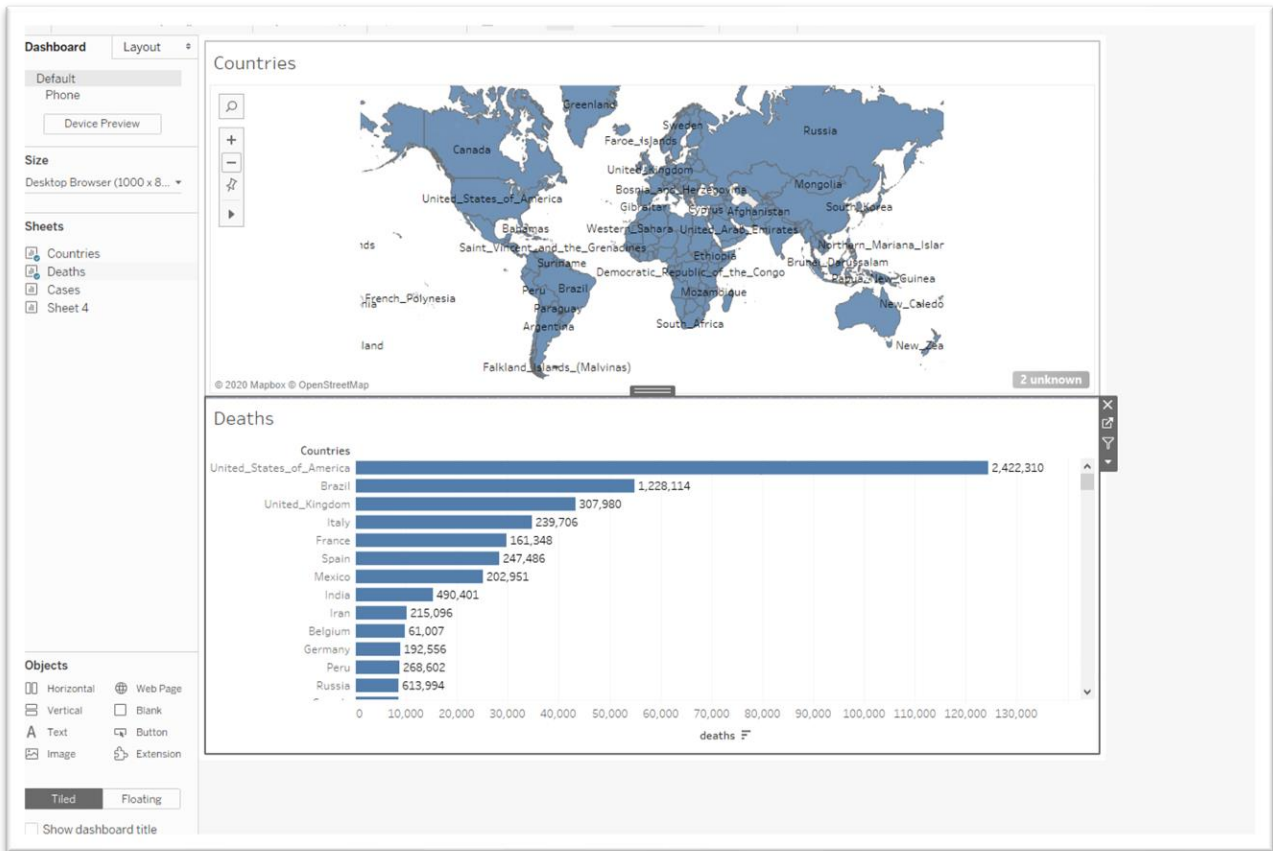 Dashboard Layout
Default
Phone
Device Preview
Size
Desktop Browser (1000 x 8...
Sheets
Countries
Deaths
Cases
Sheet 4
Objects
Horizontal Web Page
Vertical Blank
Text Button
Image Extension
Tiled Floating
Show dashboard title
Countries
Greenland
Sweden
Russia
Faroe_Islands
Canada
United_Kingdom
Bosnia_and_Herzegovina
Mongolia
United_States_of_America
Gibraltar
Cyprus Afghanistan
South_Korea
Bahamas
Western_Sahara United_Arab_Emirates
nds
Saint_Vincent_and_the_Grenadines
Northern_Mariana_Islar
Ethiopia
Suriname
Brunei_Darussalam
Democratic_Republic_of_the_Congo
Papua_New_Guinea
Peru Brazil
Mozambique
French_Polynesia
New_Caledo
Paraguay
Argentina
South_Africa
land
New_Zea
Falkland_Islands_(Malvinas)
© 2020 Mapbox © OpenStreetMap
2 unknown
Deaths
Countries
United_States_of_America 2,422,310
Brazil 1,228,114
United_Kingdom 307,980
Italy 239,706
France 161,348
Spain 247,486
Mexico 202,951
India 490,401
Iran 215,096
Belgium 61,007
Germany 192,556
Peru 268,602
Russia 613,994
0 10,000 20,000 30,000 40,000 50,000 60,000 70,000 80,000 90,000 100,000 110,000 120,000 130,000
deaths